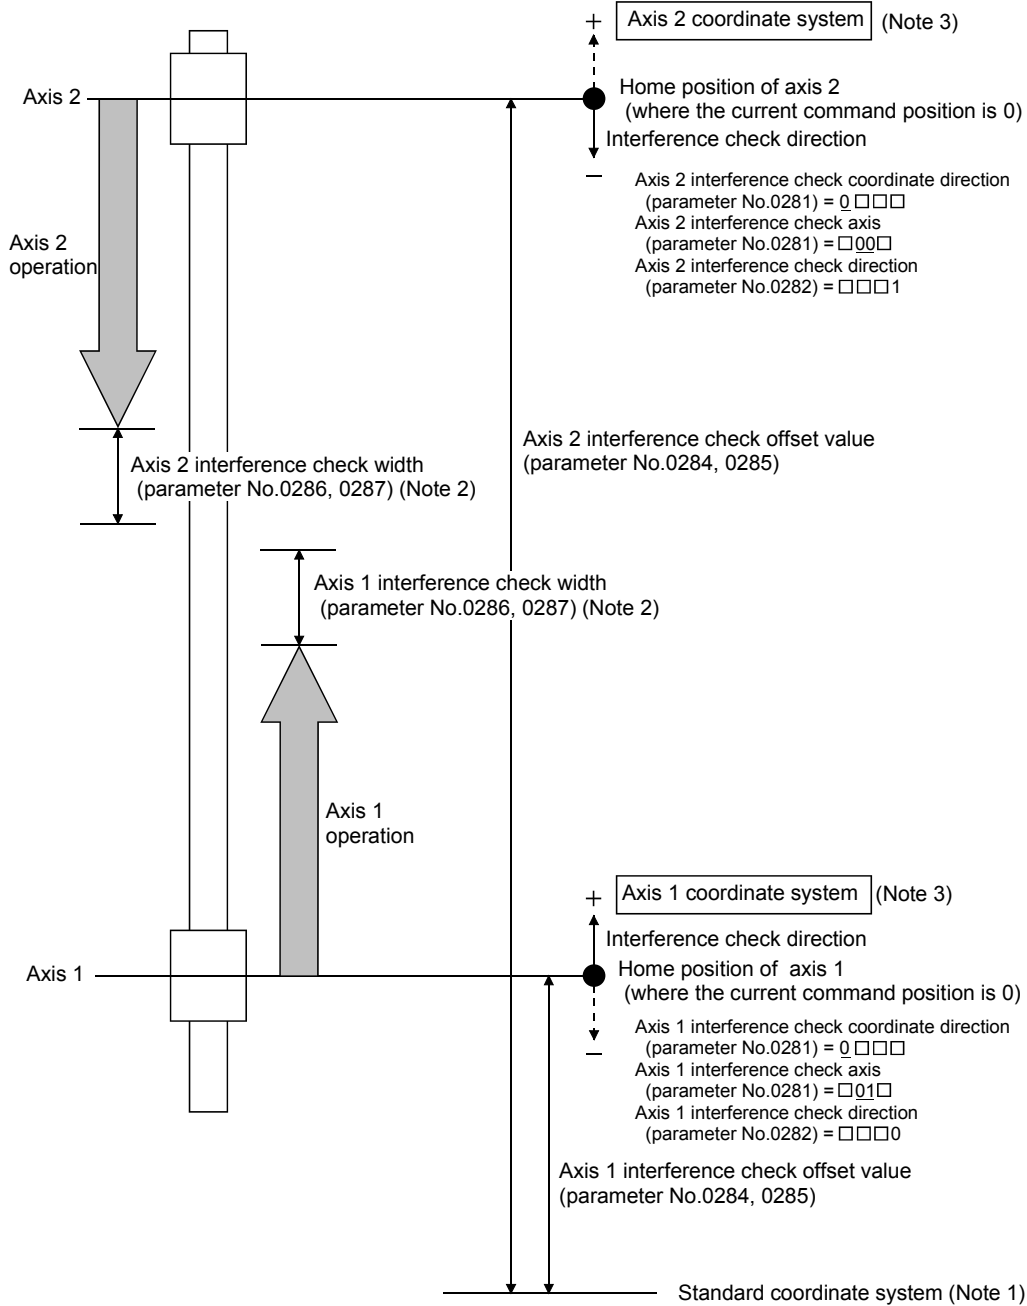 + Axis 2 coordinate system (Note 3)
Axis 2
Home position of axis 2
(where the current command position is 0)
Interference check direction
−
Axis 2 interference check coordinate direction
(parameter No.0281) = 0 □□□
Axis 2 interference check axis
(parameter No.0281) = □00□
Axis 2 interference check direction
(parameter No.0282) = □□□1
Axis 2
operation
Axis 2 interference check offset value
(parameter No.0284, 0285)
Axis 2 interference check width
(parameter No.0286, 0287) (Note 2)
Axis 1 interference check width
(parameter No.0286, 0287) (Note 2)
Axis 1
operation
+ Axis 1 coordinate system (Note 3)
Interference check direction
Axis 1
Home position of axis 1
(where the current command position is 0)
−
Axis 1 interference check coordinate direction
(parameter No.0281) = 0 □□□
Axis 1 interference check axis
(parameter No.0281) = □01□
Axis 1 interference check direction
(parameter No.0282) = □□□0
Axis 1 interference check offset value
(parameter No.0284, 0285)
Standard coordinate system (Note 1)